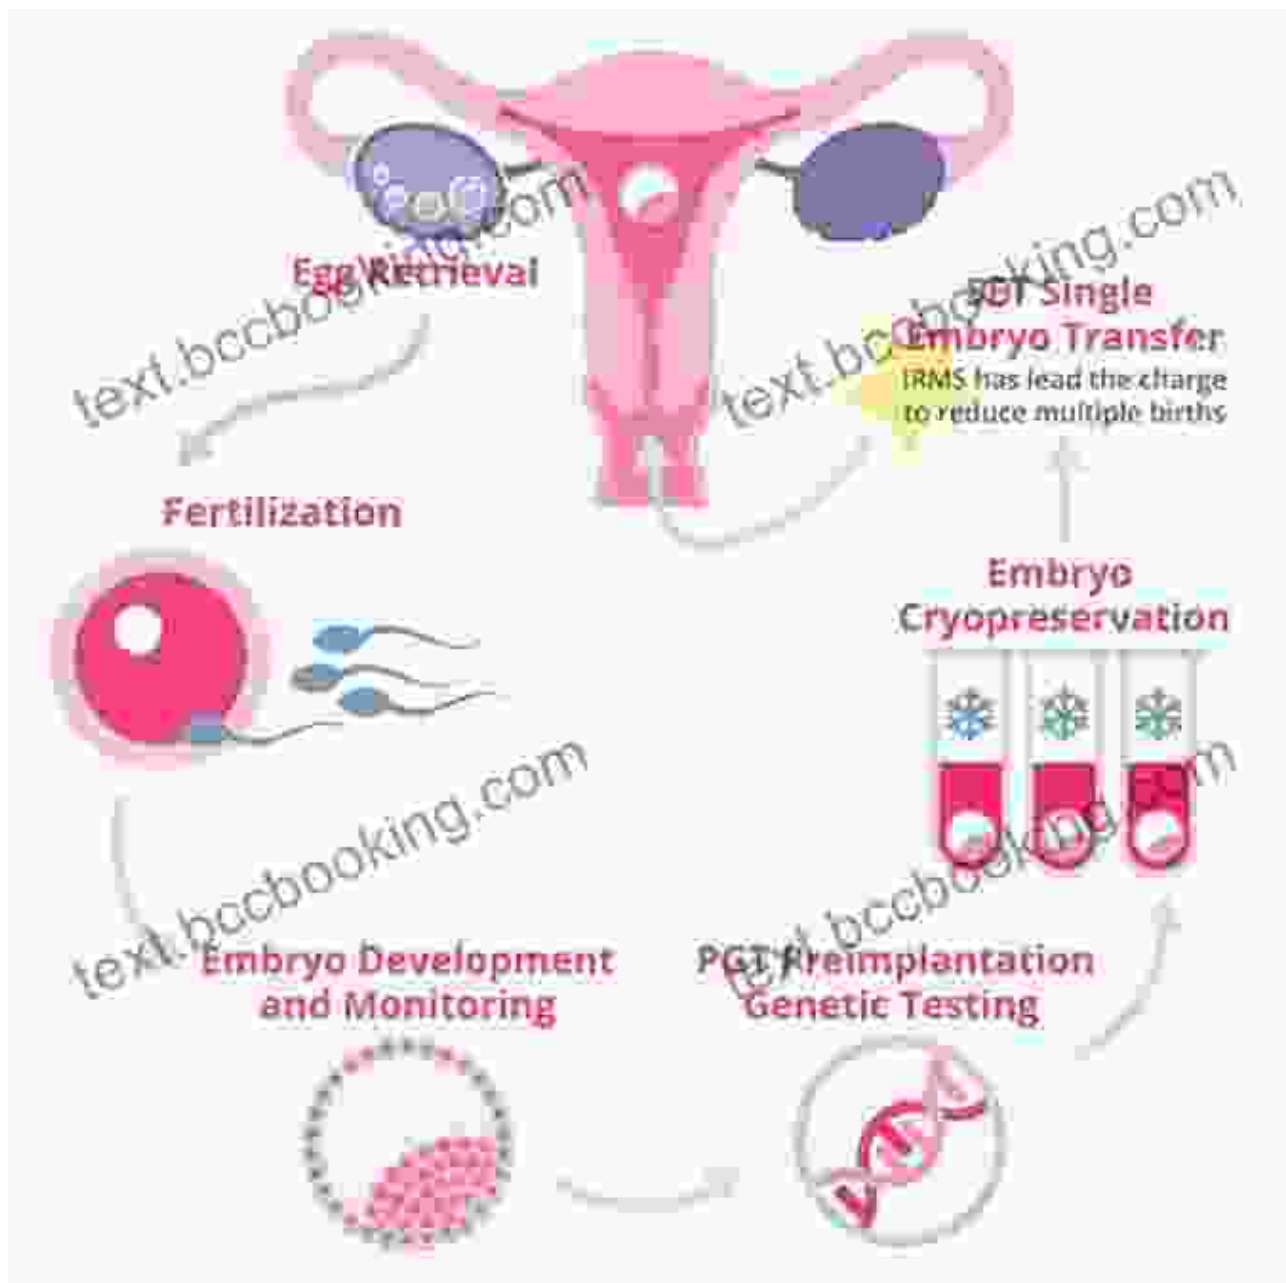 Egg Retrieval
SET Single
Embryo Transfer
IRMS has lead the charge
to reduce multiple births
Fertilization
Embryo
Cryopreservation
Embryo Development
and Monitoring
PGT Preimplantation
Genetic Testing
text.bccbooking.com
text.bccbooking.com
text.bccbooking.com
text.bccbooking.com